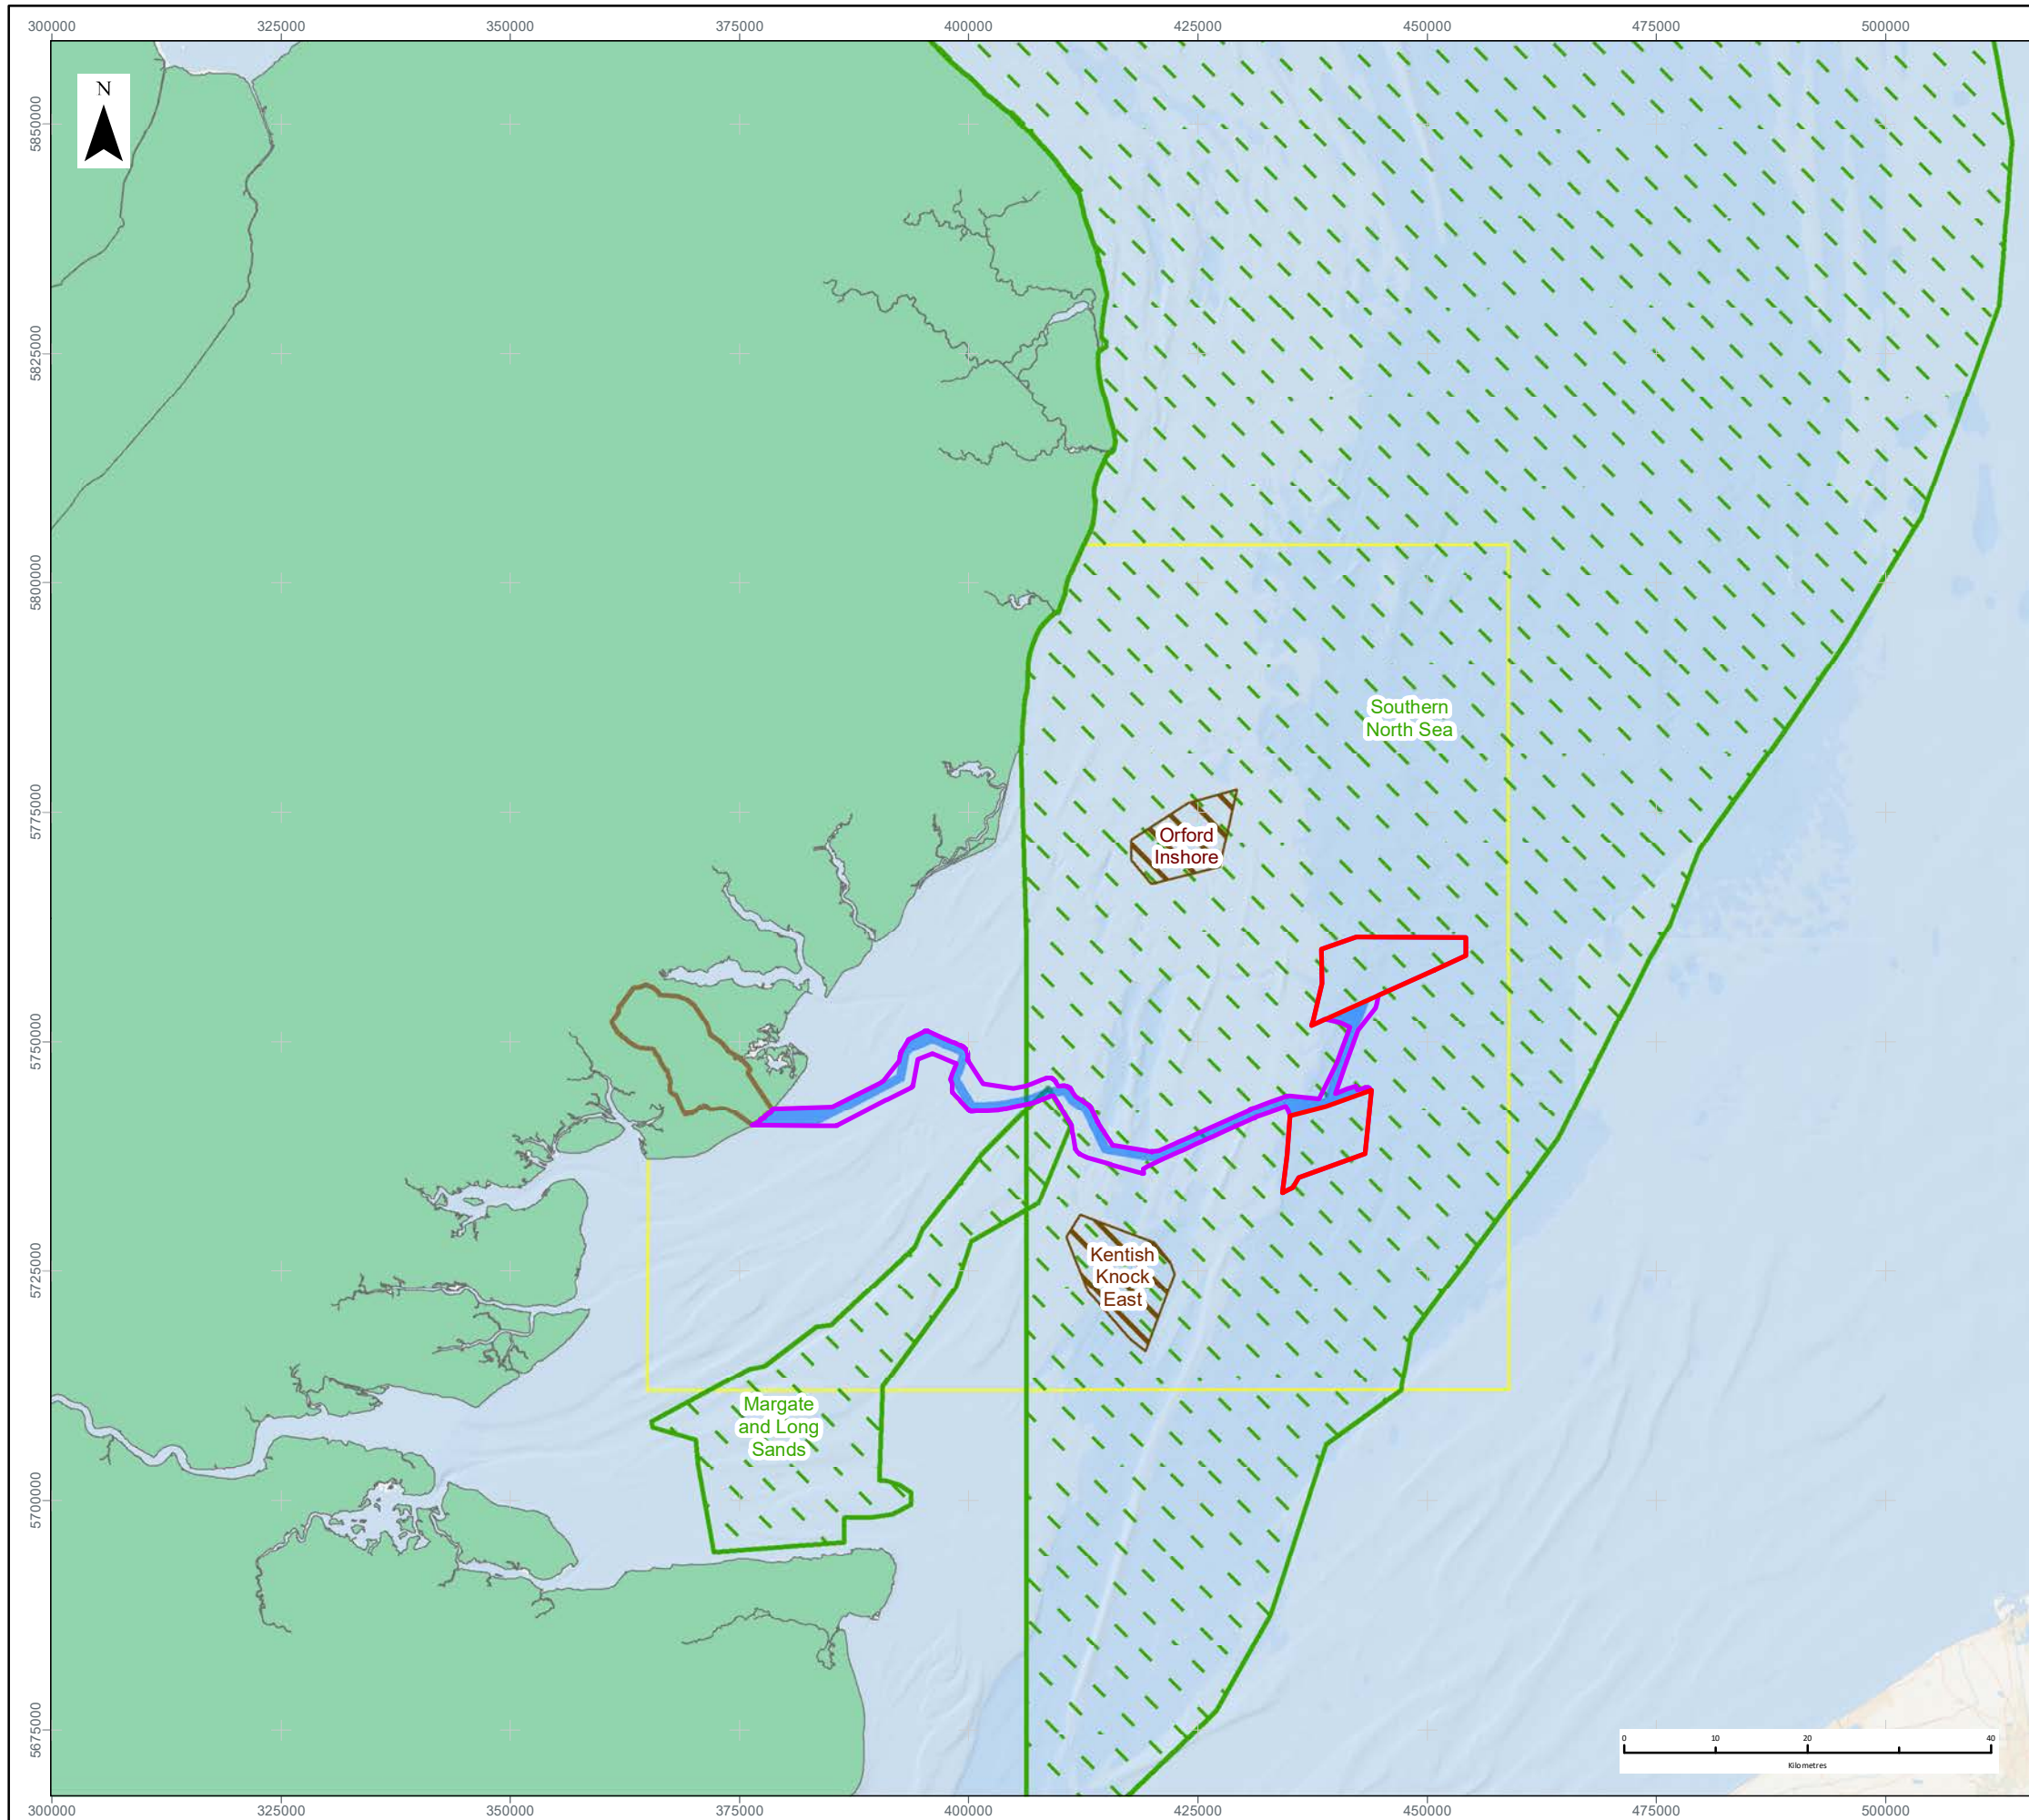 300000 325000 350000 375000 400000 425000 450000 475000 500000
N
5850000
5825000
5800000
5775000
5750000
5725000
5700000
5675000
Southern
North Sea
Orford
Inshore
Kentish
Knock
East
Margate
and Long
Sands
0 10 20 40
Kilometres
300000 325000 350000 375000 400000 425000 450000 475000 500000